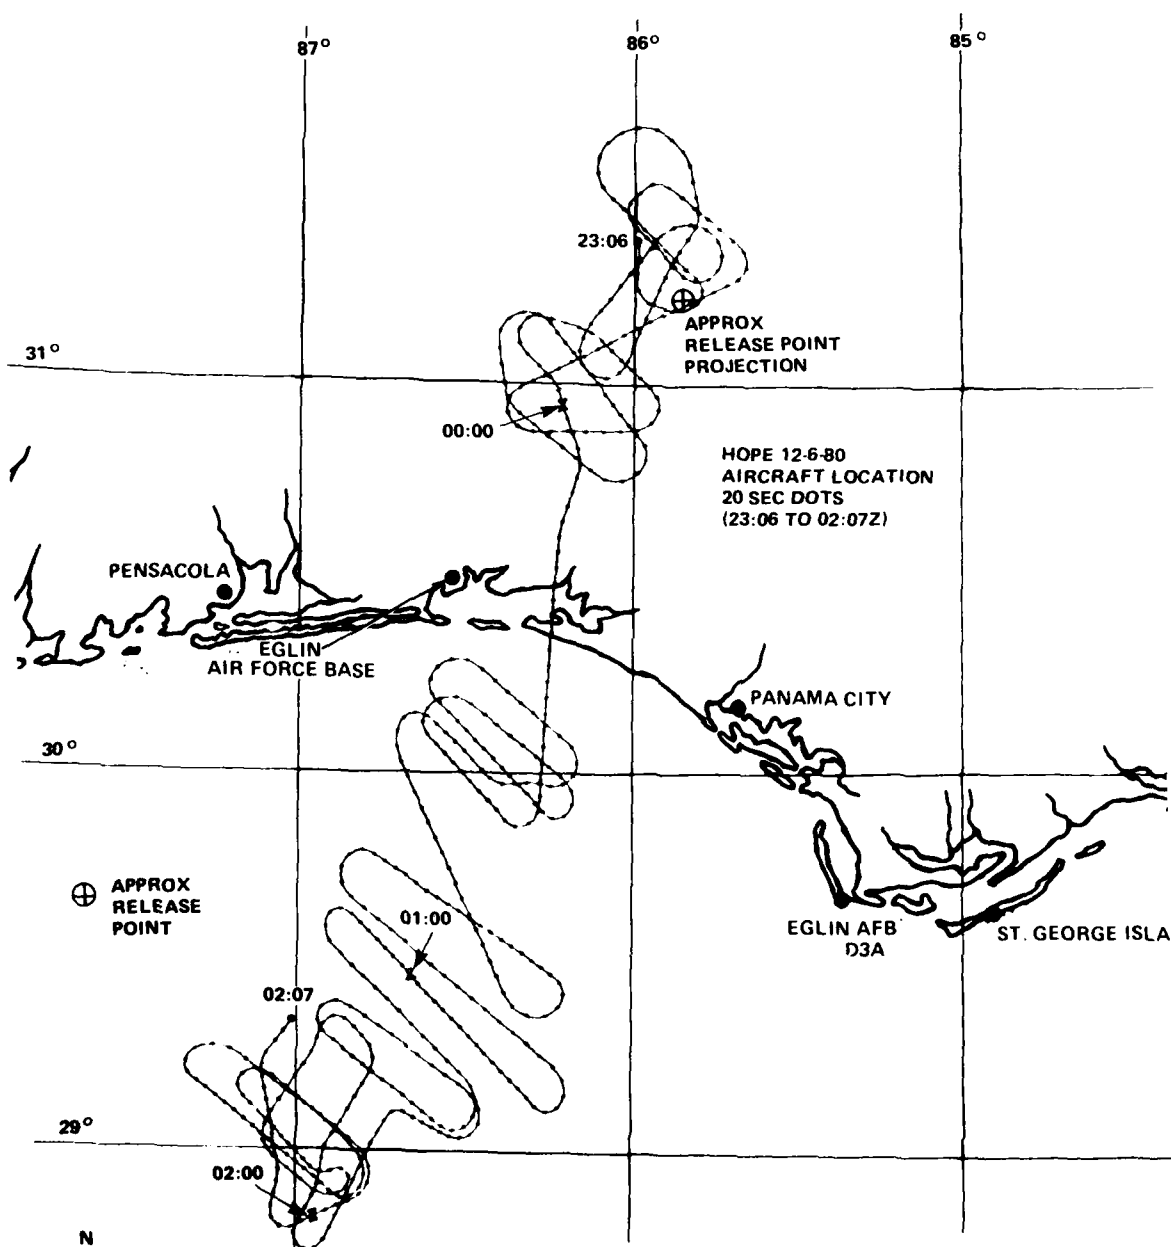 87°
86°
85°
23:06
APPROX
RELEASE POINT
PROJECTION
31°
00:00
HOPE 12-6-80
AIRCRAFT LOCATION
20 SEC DOTS
(23:06 TO 02:07Z)
PENSACOLA
EGLIN
AIR FORCE BASE
PANAMA CITY
30°
APPROX
RELEASE
POINT
01:00
EGLIN AFB
D3A
ST. GEORGE ISLA
02:07
29°
02:00
N